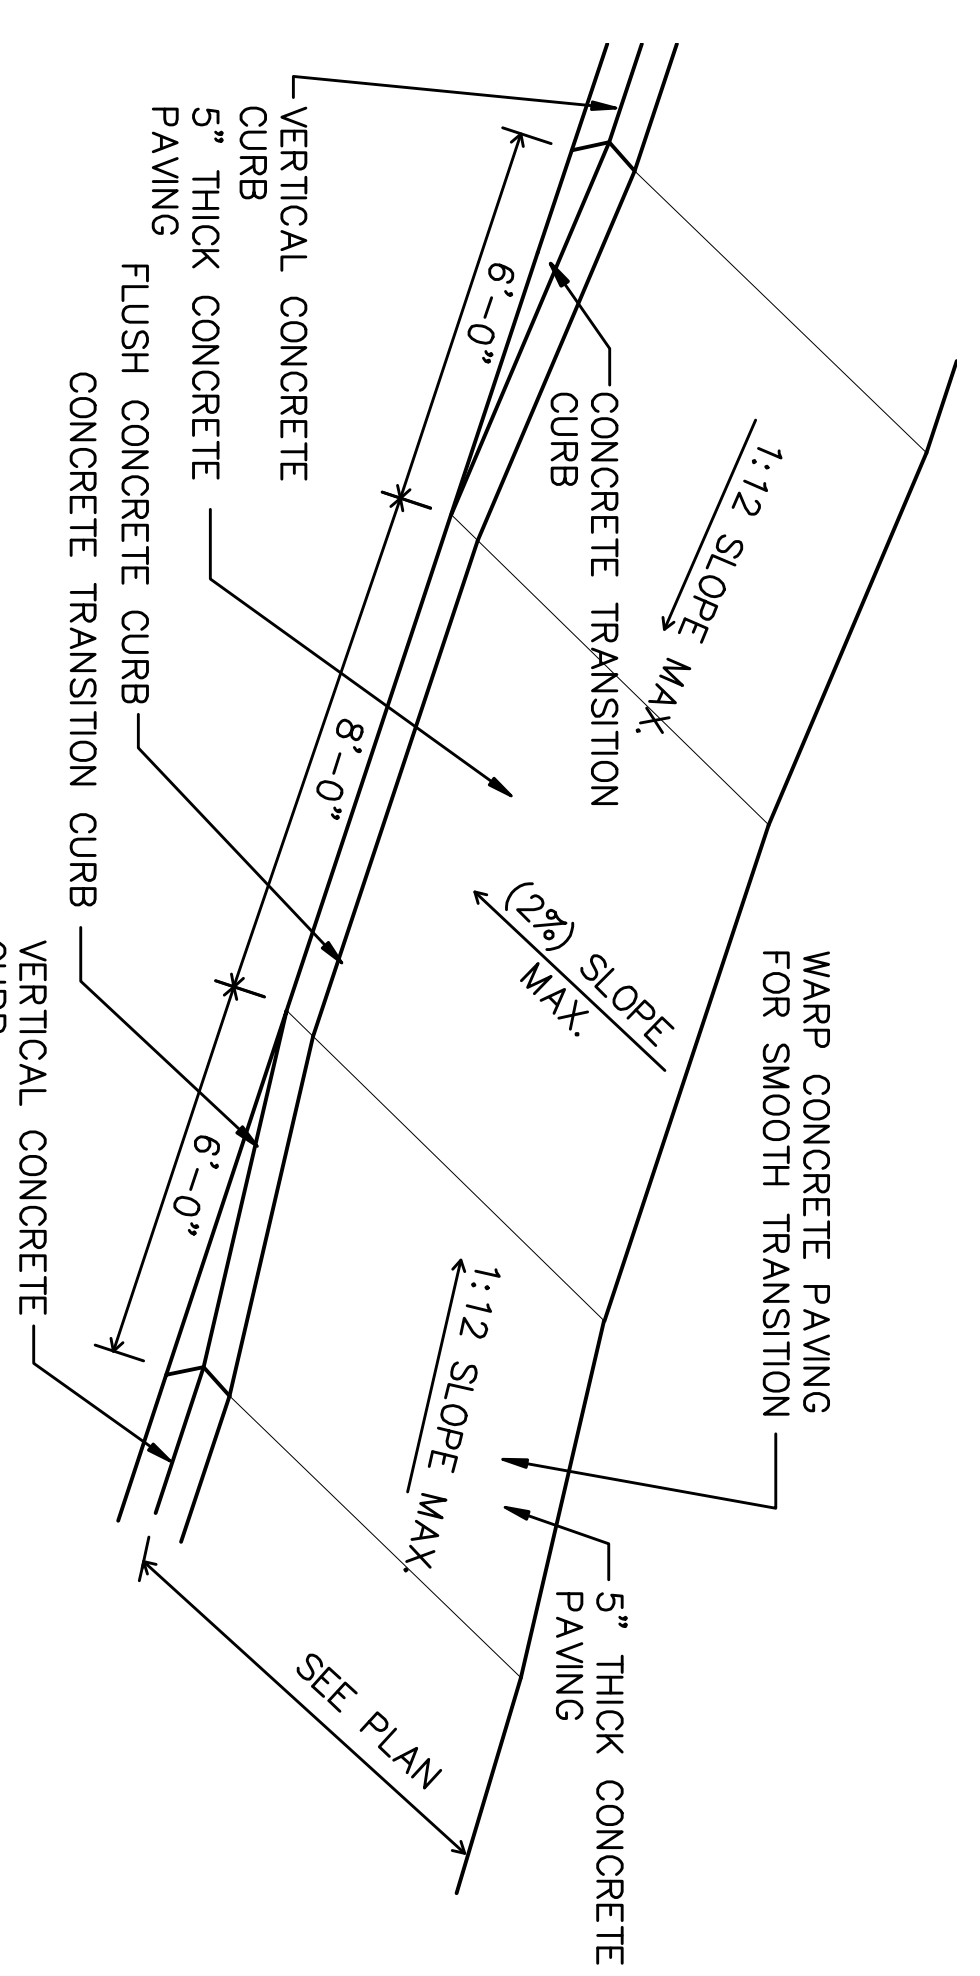 WARP CONCRETE PAVING
FOR SMOOTH TRANSITION
5” THICK CONCRETE
PAVING
1:12 SLOPE MAX.
CONCRETE TRANSITION
CURB
(2%) SLOPE
MAX.
1:12 SLOPE MAX.
SEE PLAN
6’-0”
8’-0”
6’-0”
VERTICAL CONCRETE
CURB
5” THICK CONCRETE
PAVING
FLUSH CONCRETE CURB
CONCRETE TRANSITION CURB
VERTICAL CONCRETE